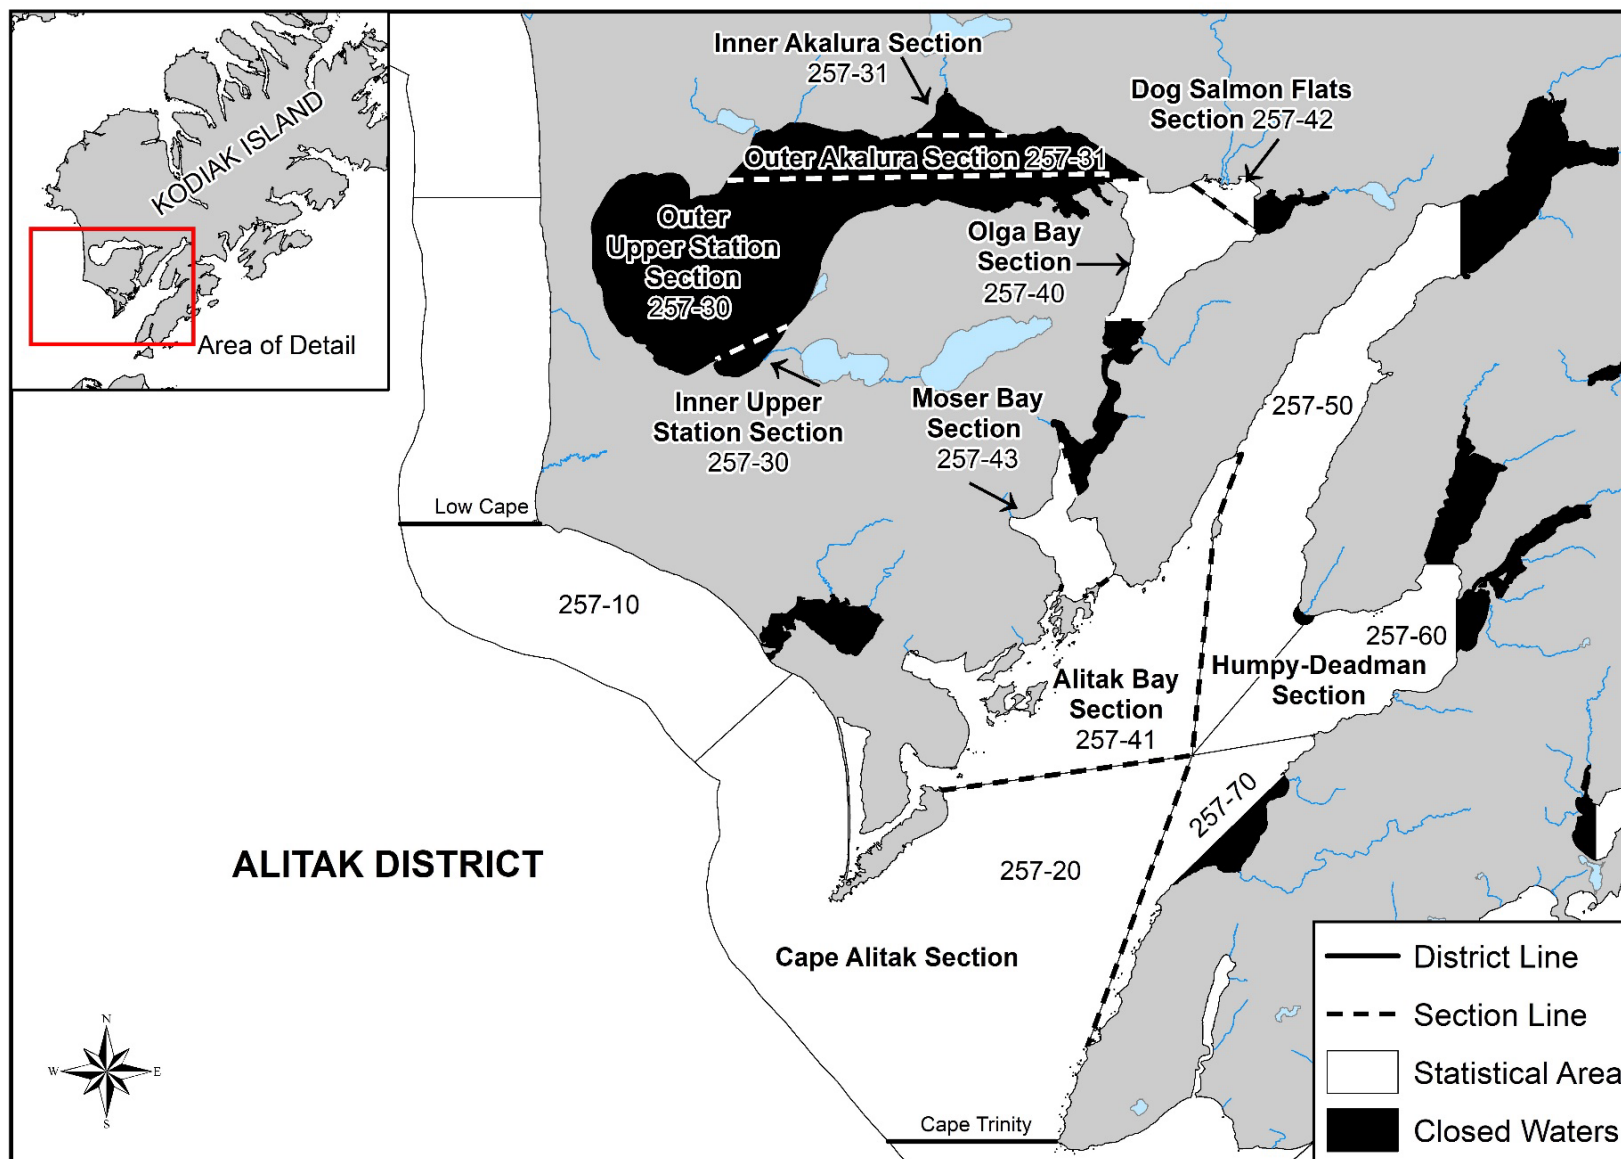 KODIAK ISLAND
Area of Detail
Inner Akalura Section
257-31
Dog Salmon Flats
Section 257-42
Outer Akalura Section 257-31
Outer
Upper Station
Section
257-30
Olga Bay
Section
257-40
Inner Upper
Station Section
257-30
Moser Bay
Section
257-43
257-50
Low Cape
257-10
257-60
Humpy-Deadman
Section
Alitak Bay
Section
257-41
257-70
ALITAK DISTRICT
257-20
Cape Alitak Section
Cape Trinity
N
W
E
S
District Line
Section Line
Statistical Area
Closed Waters